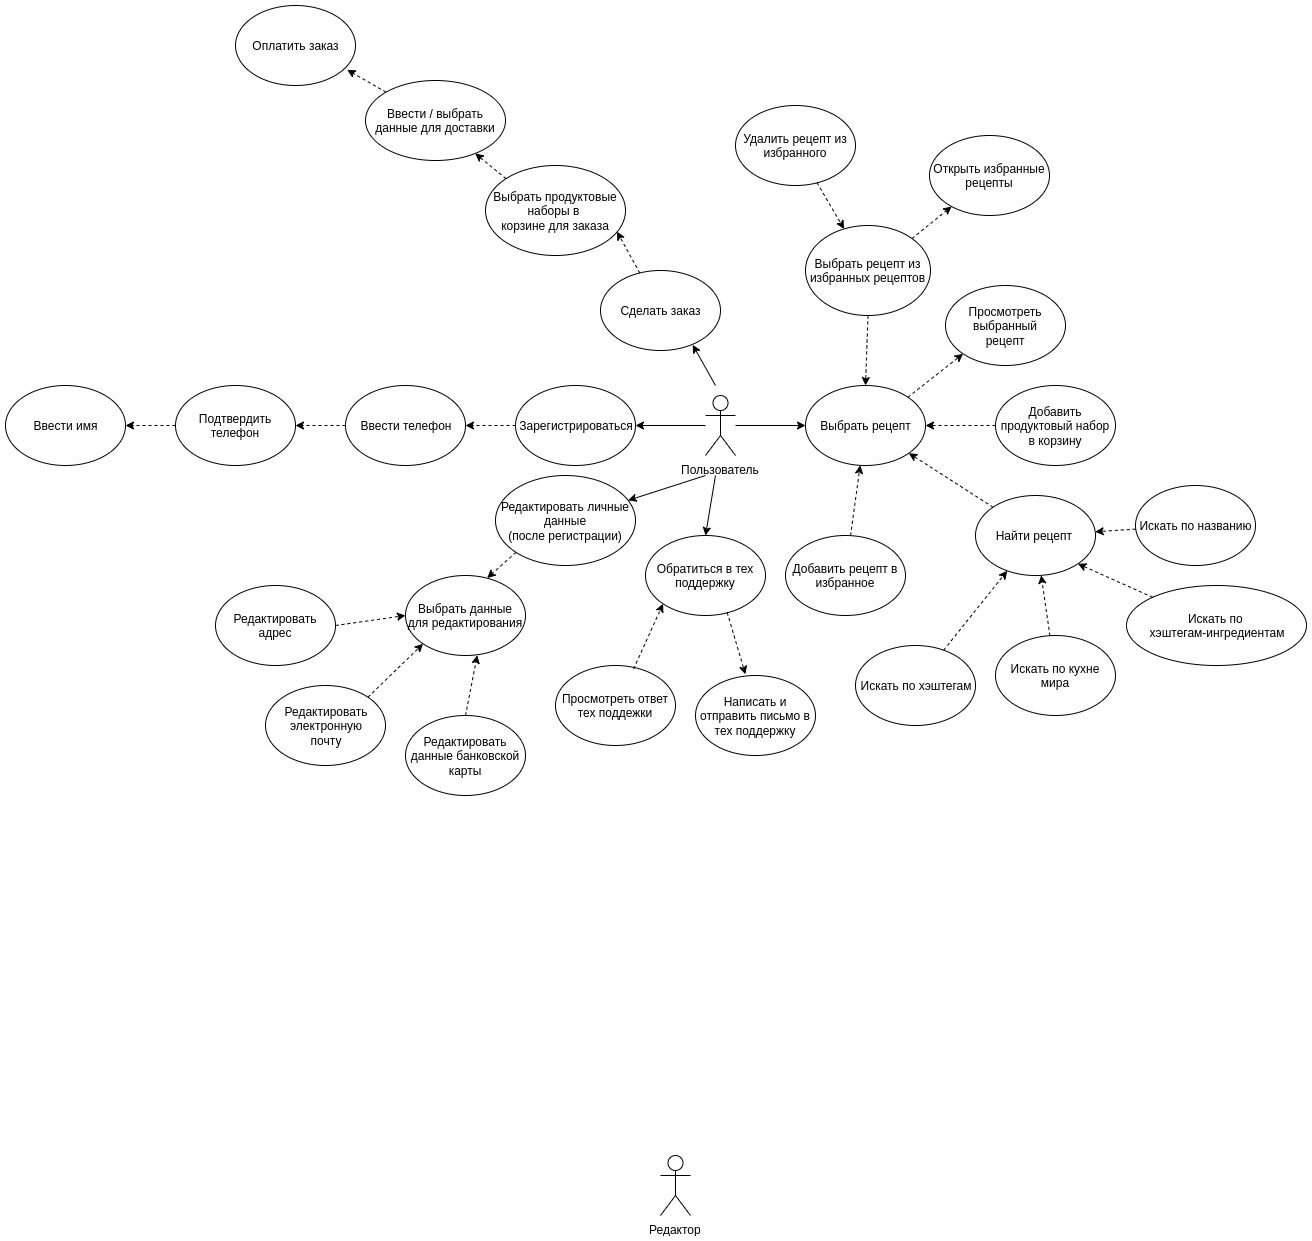 Оплатить заказ
Ввести / выбрать
данные для доставки
Удалить рецепт из
избранного
Открыть избранные
рецепты
Выбрать продуктовые
наборы в
корзине для заказа
Выбрать рецепт из
избранных рецептов
Сделать заказ
Просмотреть
выбранный
рецепт
Ввести имя
Подтвердить
телефон
Ввести телефон
Зарегистрироваться
Пользователь
Выбрать рецепт
Добавить
продуктовый набор
в корзину
Редактировать личные
данные
(после регистрации)
Обратиться в тех
поддержку
Добавить рецепт в
избранное
Найти рецепт
Искать по названию
Редактировать
адрес
Выбрать данные
для редактирования
Искать по
хэштегам-ингредиентам
Редактировать
электронную
почту
Редактировать
данные банковской
карты
Просмотреть ответ
тех поддежки
Написать и
отправить письмо в
тех поддержку
Искать по хэштегам
Искать по кухне
мира
Редактор